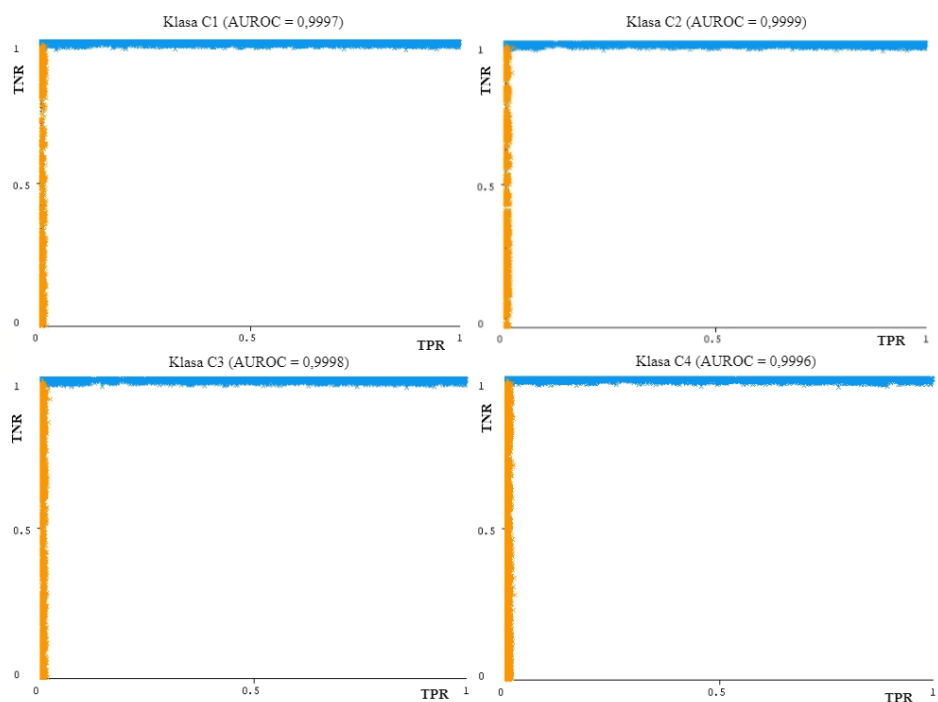 Klasa C1 (AUROC = 0,9997)
1
TNR
0.5
0
0
0.5
TPR
1
Klasa C2 (AUROC = 0,9999)
1
TNR
0.5
0
0
0.5
TPR
1
Klasa C3 (AUROC = 0,9998)
1
TNR
0.5
0
0
0.5
TPR
1
Klasa C4 (AUROC = 0,9996)
1
TNR
0.5
0
0
0.5
TPR
1